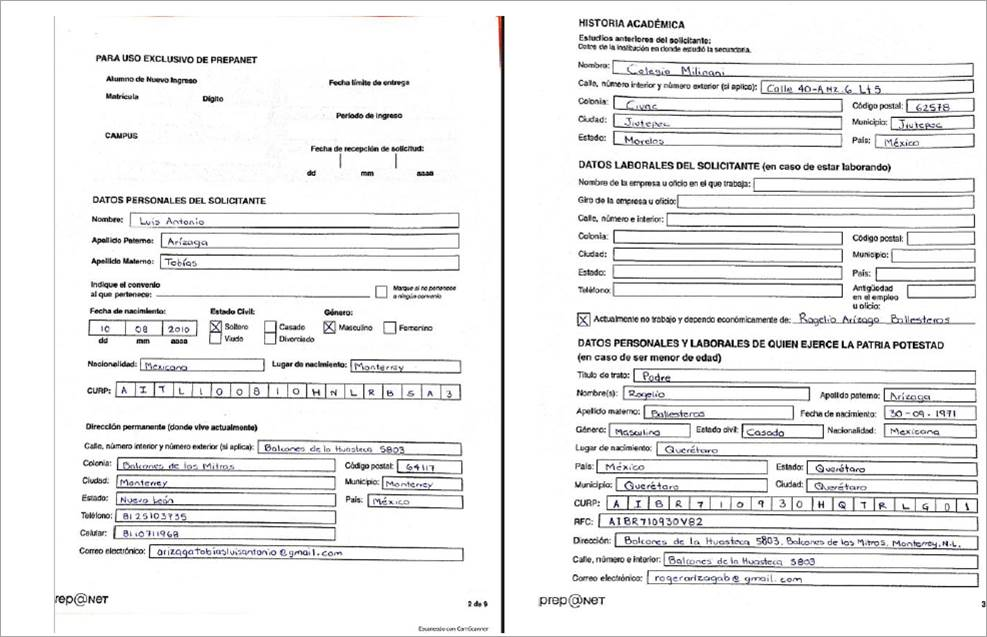 PARA USO EXCLUSIVO DE PREPANET
Alumno de Nuevo Ingreso
Fecha límite de entrega
Matrícula Dígito
Período de ingreso
CAMPUS
Fecha de recepción de solicitud:
dd mm aaaa
DATOS PERSONALES DEL SOLICITANTE
Nombre: Luis Antonio
Apellido Paterno: Arízaga
Apellido Materno: Tobías
Indique el convenio
al que pertenece:
Marque si no pertenece
a ningún convenio
Fecha de nacimiento: Estado Civil: Género:
10 08 2010 X Soltero Casado X Masculino Femenino
dd mm aaaa Viudo Divorciado
Nacionalidad: Mexicana Lugar de nacimiento: Monterrey
CURP: A I T L 1 0 0 8 1 0 H N L R B S A 3
Dirección permanente (donde vive actualmente)
Calle, número interior y número exterior (si aplica): Balcones de la Huasteca 5803
Colonia: Balcones de las Mitras Código postal: 64117
Ciudad: Monterrey Municipio: Monterrey
Estado: Nuevo León País: México
Teléfono: 8125103735
Celular: 8110711968
Correo electrónico: arizagatobiasluisantonio@gmail.com
prep@NET
2 de 9
Escaneado con CamScanner
HISTORIA ACADÉMICA
Estudios anteriores del solicitante:
Datos de la institución en donde estudió la secundaria.
Nombre: Colegio Milinani
Calle, número interior y número exterior (si aplica): Calle 40-A MZ 6 Lt 5
Colonia: Civac Código postal: 62578
Ciudad: Jiutepec Municipio: Jiutepec
Estado: Morelos País: México
DATOS LABORALES DEL SOLICITANTE (en caso de estar laborando)
Nombre de la empresa u oficio en el que trabaja:
Giro de la empresa u oficio:
Calle, número e interior:
Colonia: Código postal:
Ciudad: Municipio:
Estado: País:
Teléfono: Antigüedad
en el empleo
u oficio:
X Actualmente no trabajo y dependo económicamente de: Rogelio Arízaga Ballesteros
DATOS PERSONALES Y LABORALES DE QUIEN EJERCE LA PATRIA POTESTAD
(en caso de ser menor de edad)
Título de trato: Padre
Nombre(s): Rogelio Apellido paterno: Arízaga
Apellido materno: Ballesteros Fecha de nacimiento: 30-09-1971
Género: Masculino Estado civil: Casado Nacionalidad: Mexicana
Lugar de nacimiento: Querétaro
País: México Estado: Querétaro
Municipio: Querétaro Ciudad: Querétaro
CURP: A I B R 7 1 0 9 3 0 H Q T R L G 0 1
RFC: AIBR710930V82
Dirección: Balcones de la Huasteca 5803, Balcones de las Mitras, Monterrey, N.L.
Calle, número e interior: Balcones de la Huasteca 5803
Correo electrónico: rogerarizagab@gmail.com
prep@NET
3